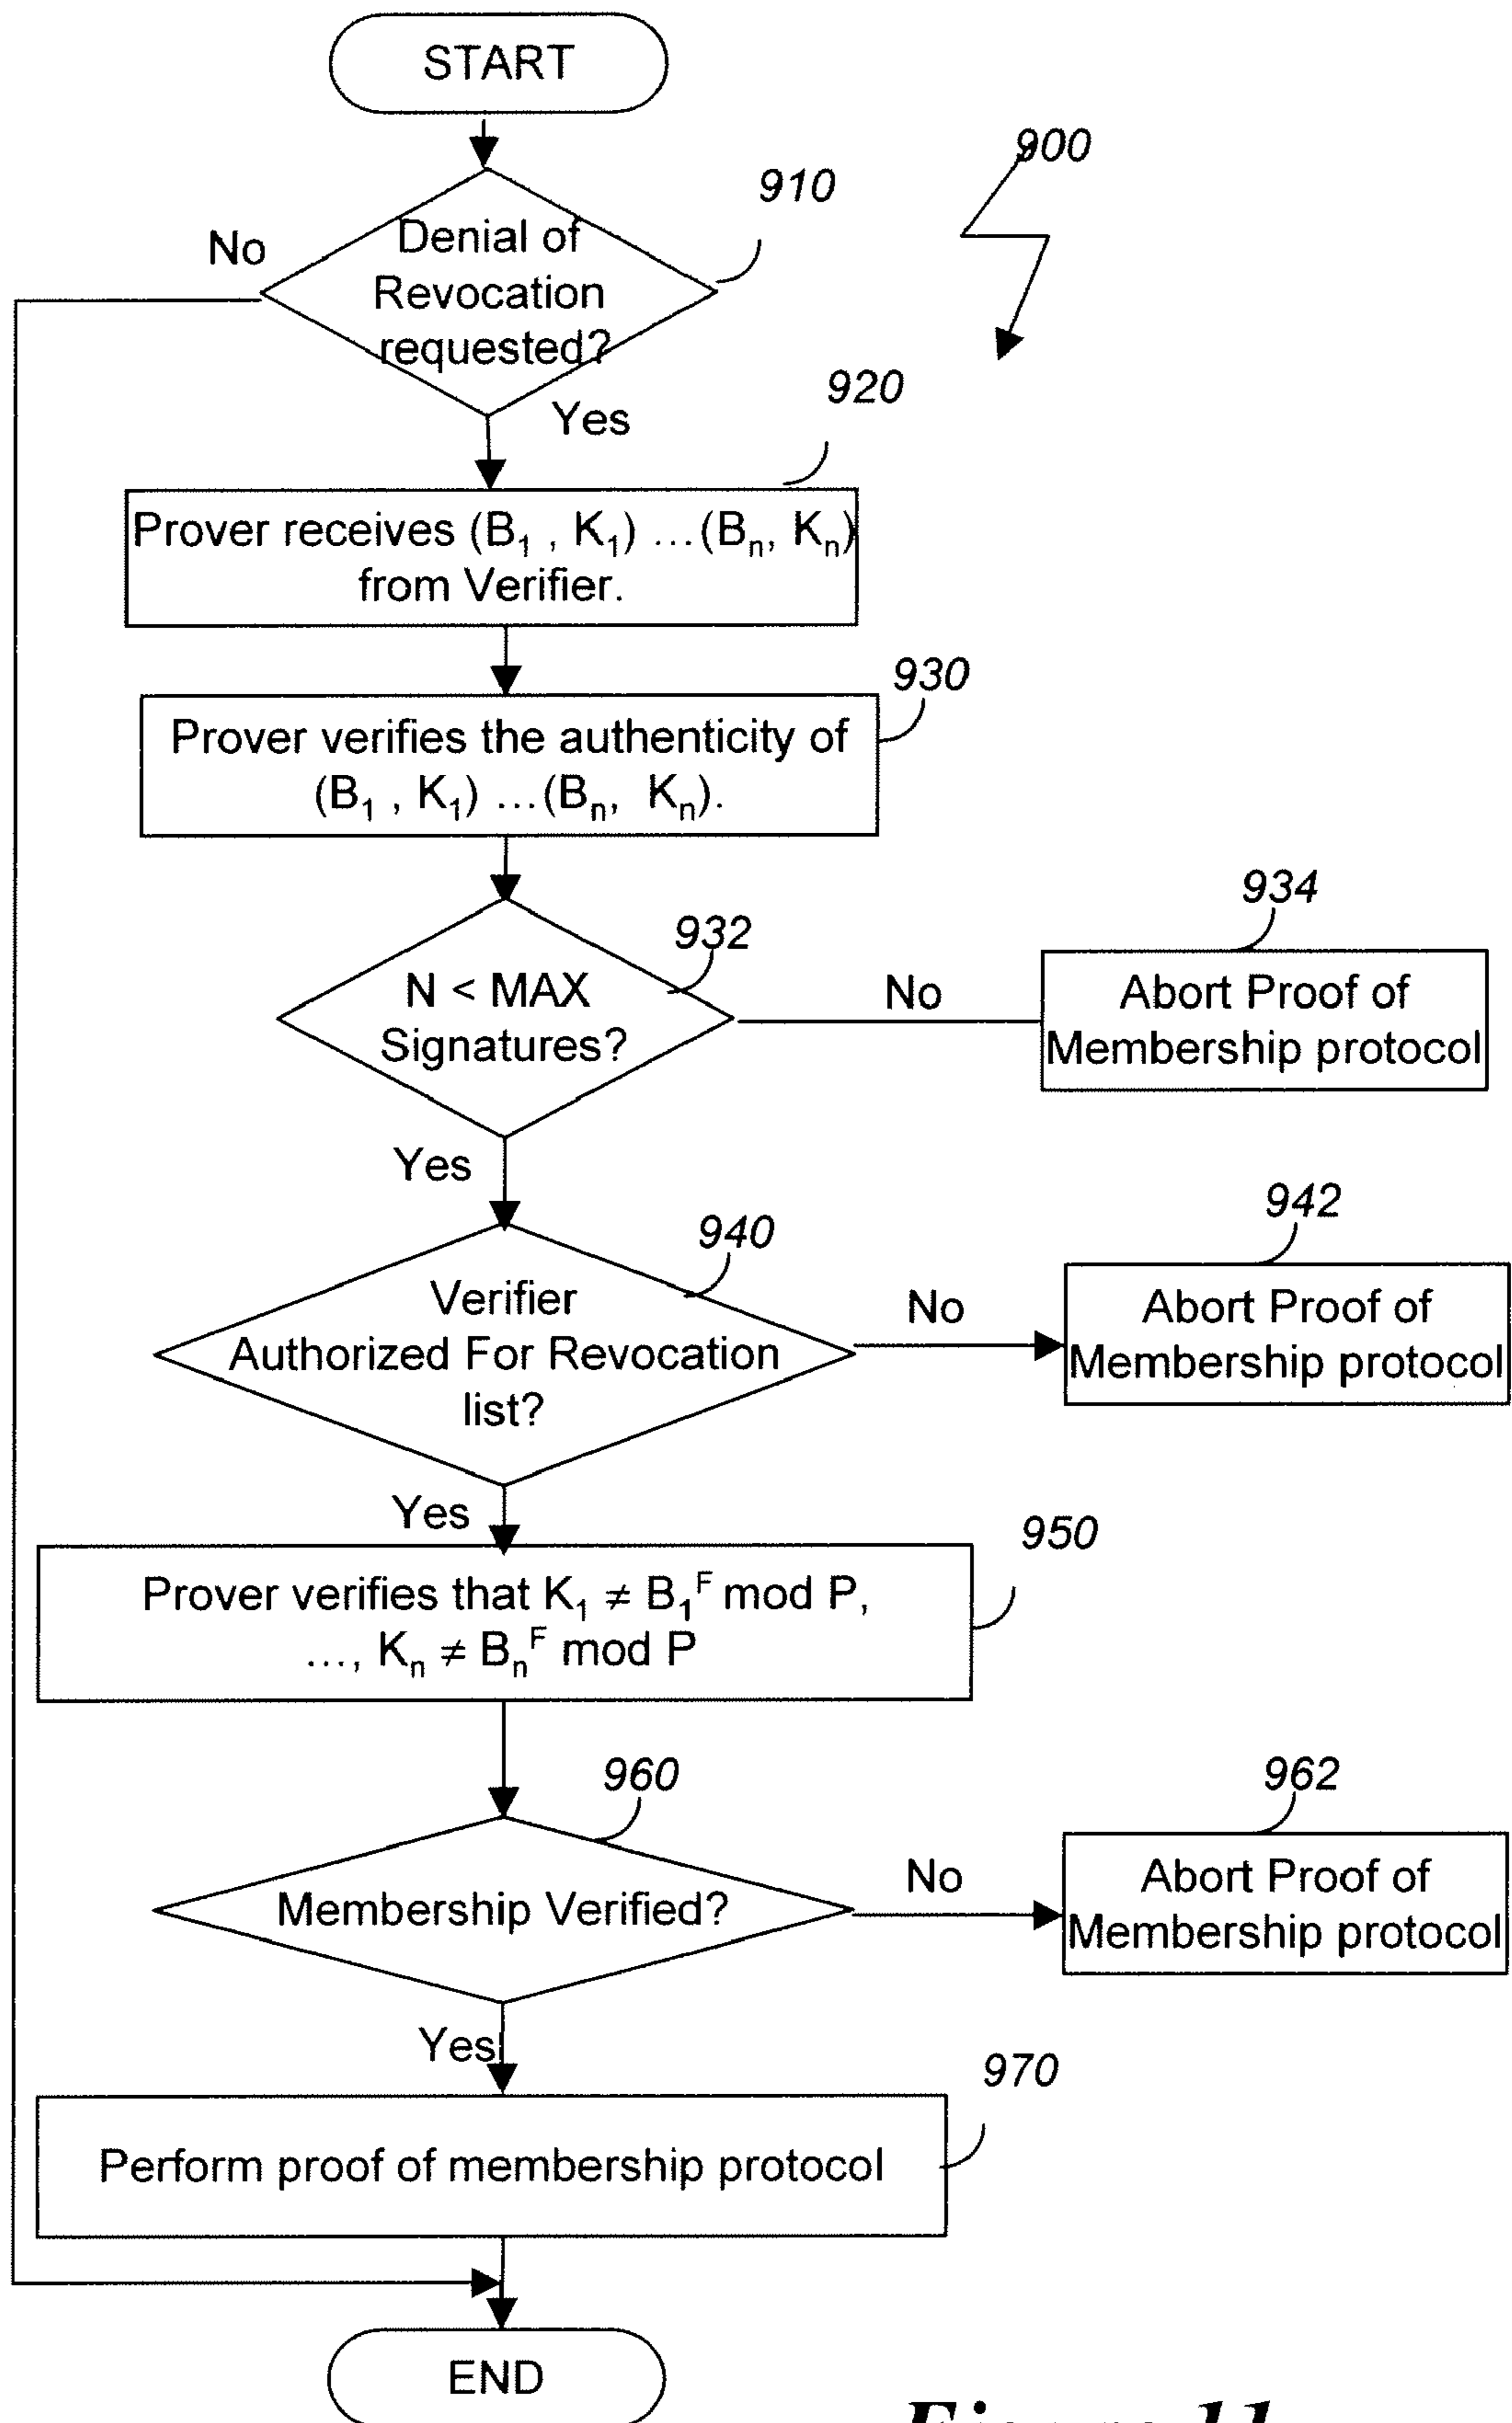 START
900
910
No
Denial of
Revocation
requested?
Yes
920
Prover receives (B₁ , K₁) ...(Bₙ, Kₙ)
from Verifier.
930
Prover verifies the authenticity of
(B₁ , K₁) ...(Bₙ, Kₙ).
932
N < MAX
Signatures?
No
934
Abort Proof of
Membership protocol
Yes
940
Verifier
Authorized For Revocation
list?
No
942
Abort Proof of
Membership protocol
Yes
950
Prover verifies that K₁ ≠ B₁ᶠ mod P,
..., Kₙ ≠ Bₙᶠ mod P
960
Membership Verified?
No
962
Abort Proof of
Membership protocol
Yes
970
Perform proof of membership protocol
END
Figure 11